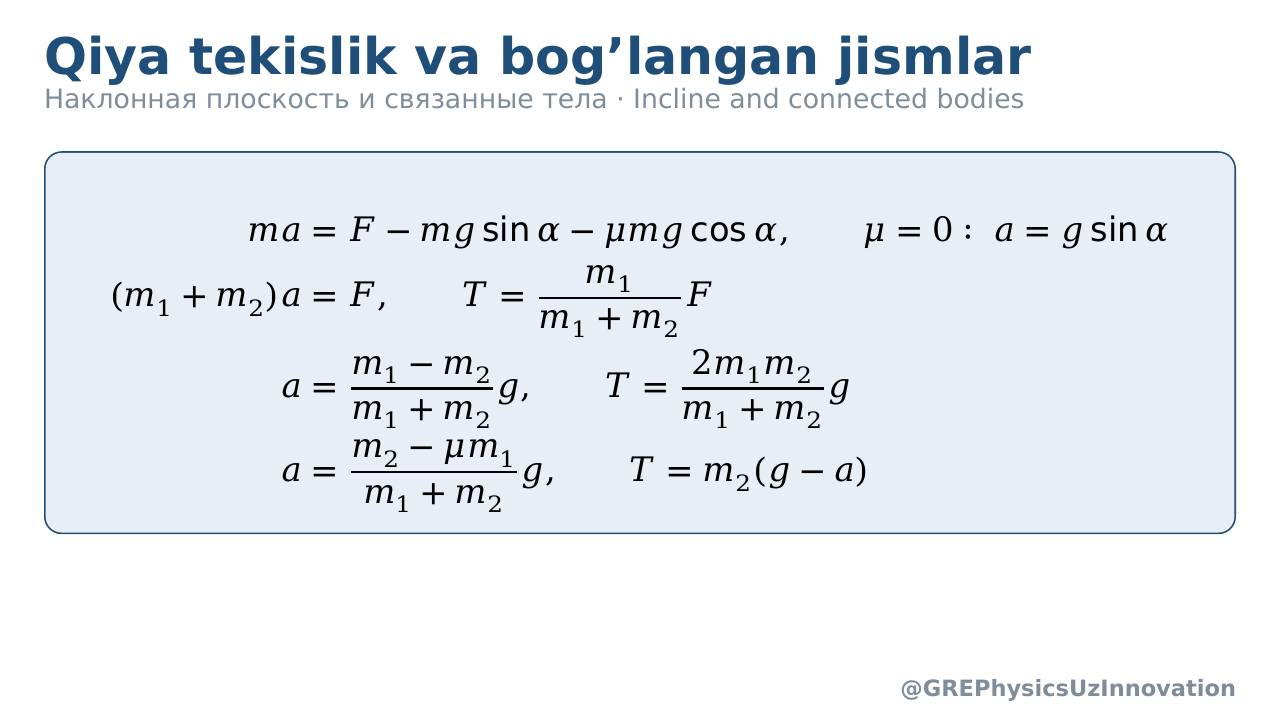 Qiya tekislik va bog’langan jismlar
Наклонная плоскость и связанные тела · Incline and connected bodies
ma = F − mg sin α − μmg cos α, μ = 0 : a = g sin α
(m₁ + m₂)a = F, T = m₁/(m₁ + m₂) F
a = (m₁ − m₂)/(m₁ + m₂) g, T = 2m₁m₂/(m₁ + m₂) g
a = (m₂ − μm₁)/(m₁ + m₂) g, T = m₂(g − a)
@GREPhysicsUzInnovation